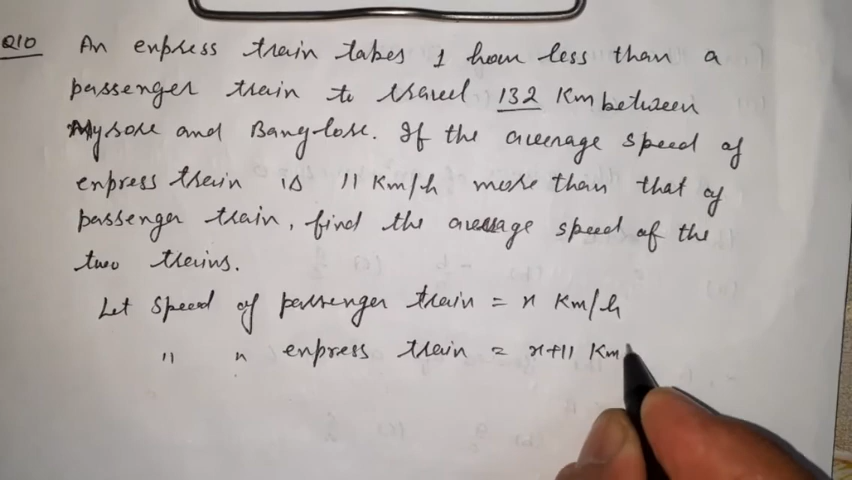 Q10 An express train takes 1 hour less than a
passenger train to travel 132 Km between
Mysore and Banglore. If the average speed of
express train is 11 Km/h more than that of
passenger train, find the average speed of the
two trains.
Let speed of passenger train = x Km/h
" " express train = x+11 Km